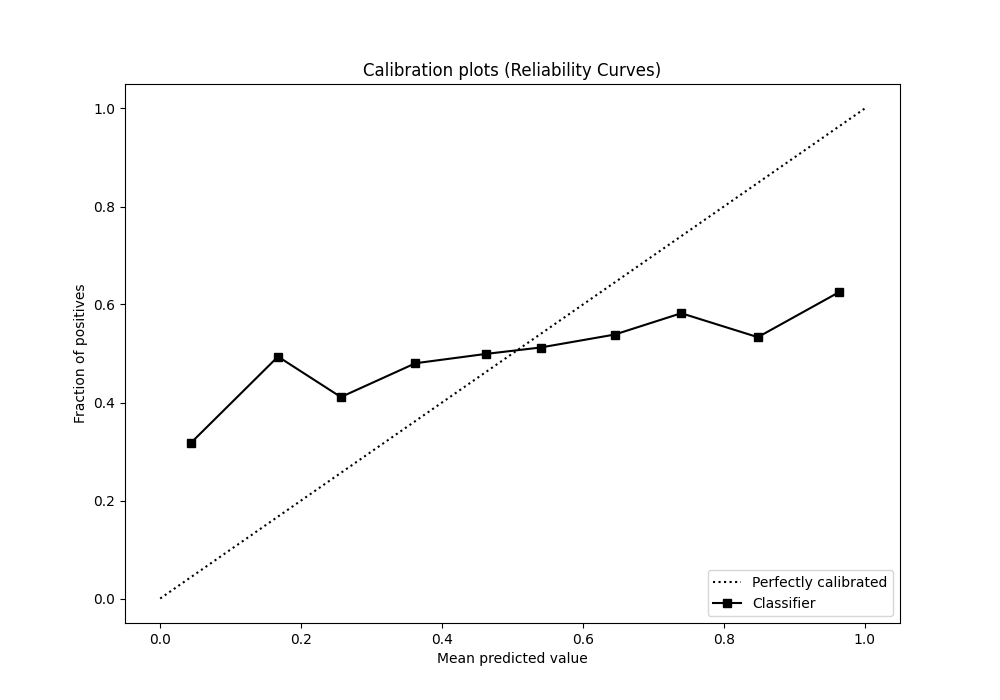 Calibration plots (Reliability Curves)
1.0
0.8
0.6
0.4
0.2
0.0
Fraction of positives
0.0 0.2 0.4 0.6 0.8 1.0
Mean predicted value
Perfectly calibrated
Classifier